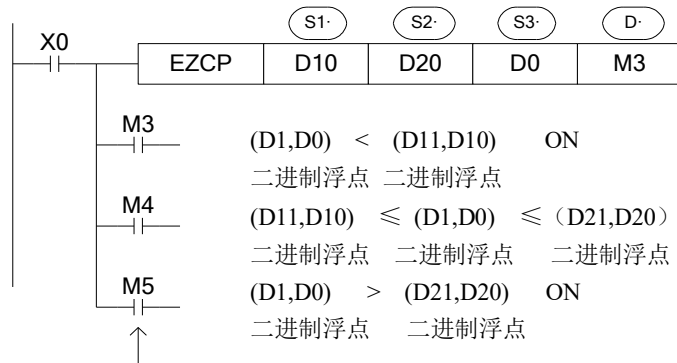 S1· S2· S3· D·
X0
EZCP D10 D20 D0 M3
M3 (D1,D0) < (D11,D10) ON
二进制浮点 二进制浮点
M4 (D11,D10) ≤ (D1,D0) ≤（D21,D20）
二进制浮点 二进制浮点 二进制浮点
M5 (D1,D0) > (D21,D20) ON
二进制浮点 二进制浮点